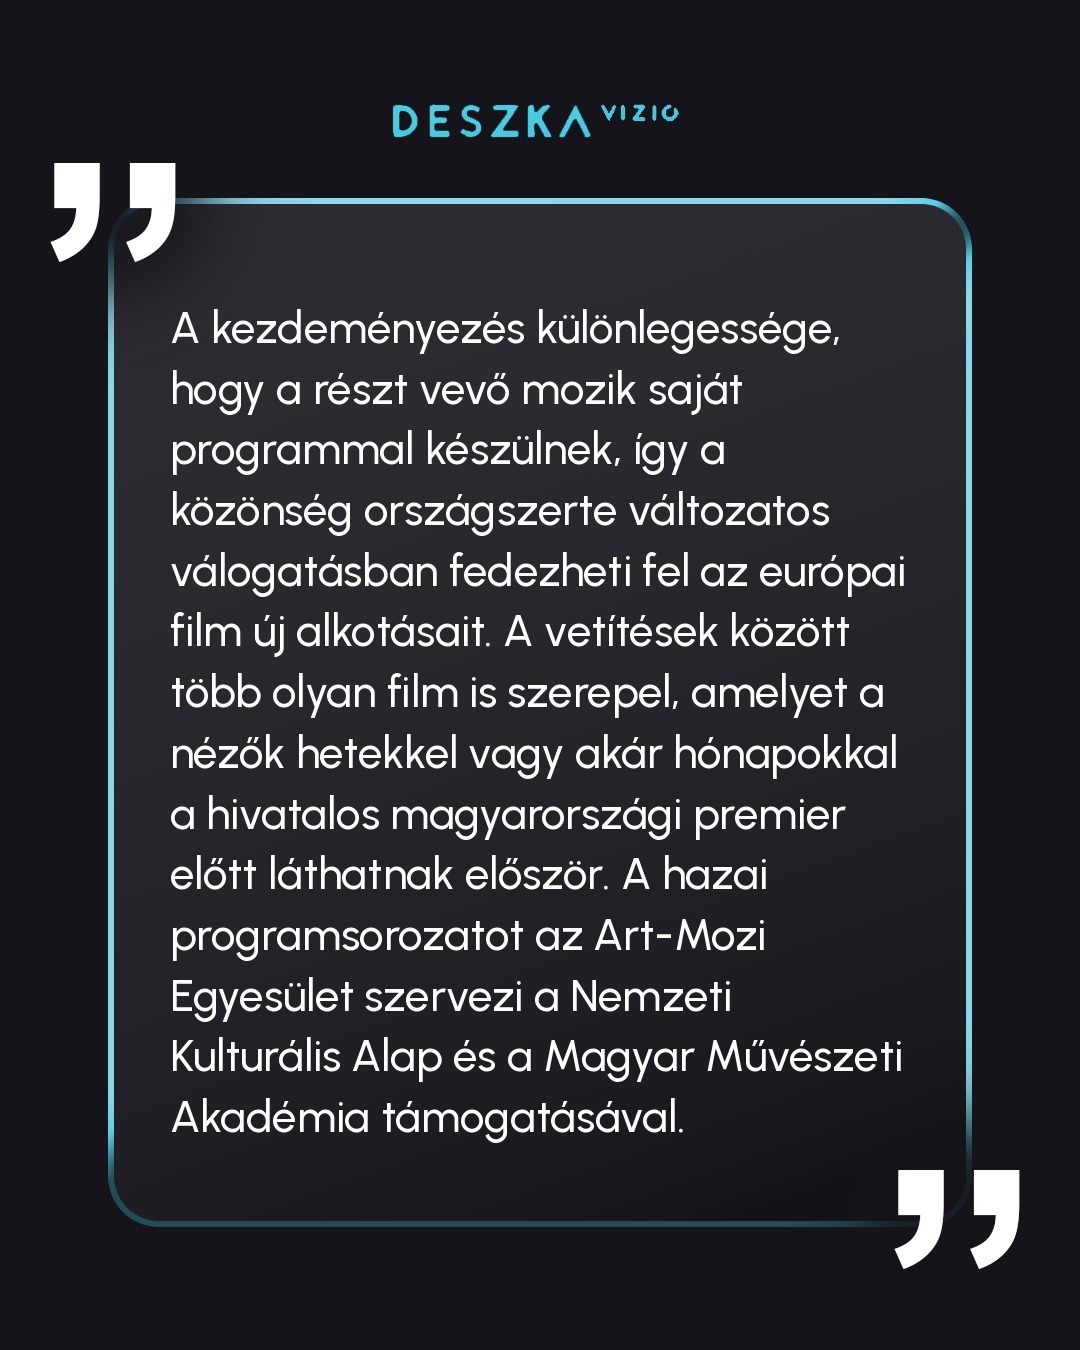 DESZKA VIZIO
”
A kezdeményezés különlegessége,
hogy a részt vevő mozik saját
programmal készülnek, így a
közönség országszerte változatos
válogatásban fedezheti fel az európai
film új alkotásait. A vetítések között
több olyan film is szerepel, amelyet a
nézők hetekkel vagy akár hónapokkal
a hivatalos magyarországi premier
előtt láthatnak először. A hazai
programsorozatot az Art-Mozi
Egyesület szervezi a Nemzeti
Kulturális Alap és a Magyar Művészeti
Akadémia támogatásával.
”